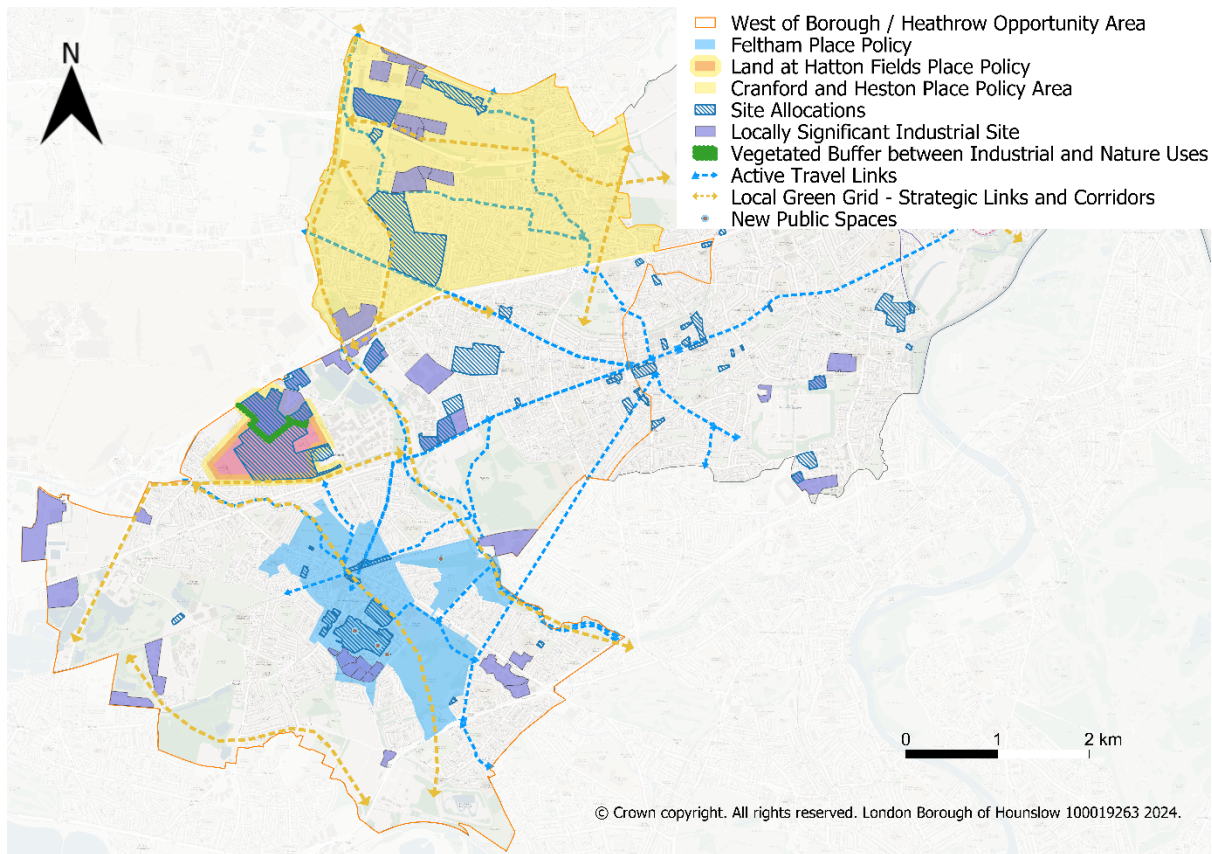 N
West of Borough / Heathrow Opportunity Area
Feltham Place Policy
Land at Hatton Fields Place Policy
Cranford and Heston Place Policy Area
Site Allocations
Locally Significant Industrial Site
Vegetated Buffer between Industrial and Nature Uses
Active Travel Links
Local Green Grid - Strategic Links and Corridors
New Public Spaces
0 1 2 km
© Crown copyright. All rights reserved. London Borough of Hounslow 100019263 2024.